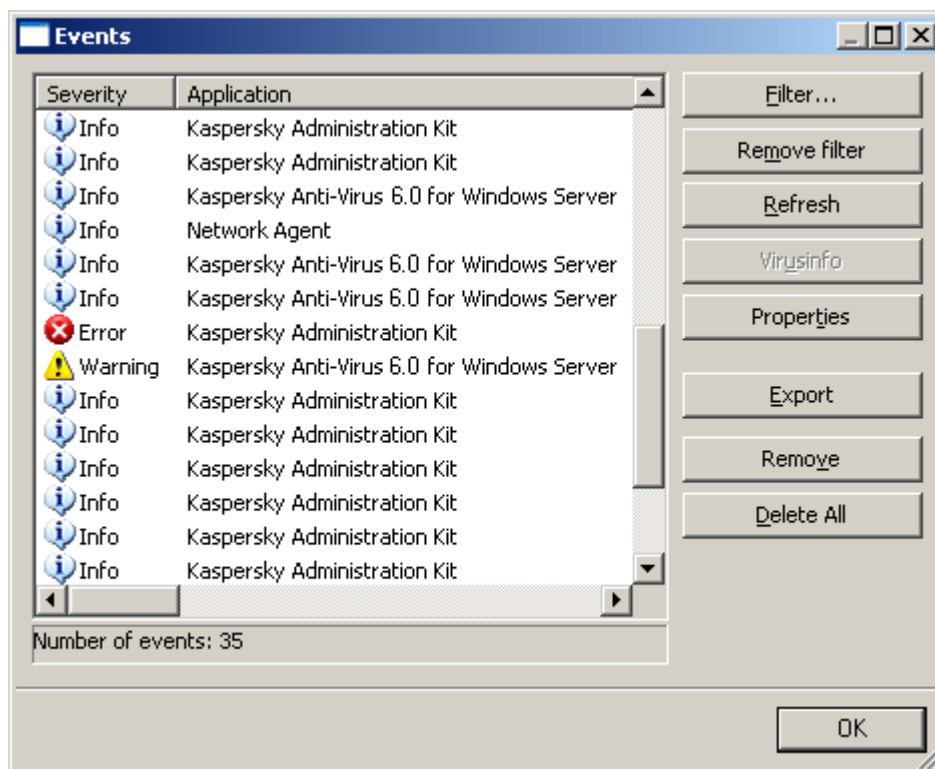 Events
Severity Application
Filter...
Info Kaspersky Administration Kit
Info Kaspersky Administration Kit
Remove filter
Info Kaspersky Anti-Virus 6.0 for Windows Server
Refresh
Info Network Agent
Info Kaspersky Anti-Virus 6.0 for Windows Server
Virusinfo
Info Kaspersky Anti-Virus 6.0 for Windows Server
Properties
Error Kaspersky Administration Kit
Warning Kaspersky Anti-Virus 6.0 for Windows Server
Info Kaspersky Administration Kit
Export
Info Kaspersky Administration Kit
Info Kaspersky Administration Kit
Remove
Info Kaspersky Administration Kit
Delete All
Info Kaspersky Administration Kit
Info Kaspersky Administration Kit
Number of events: 35
OK